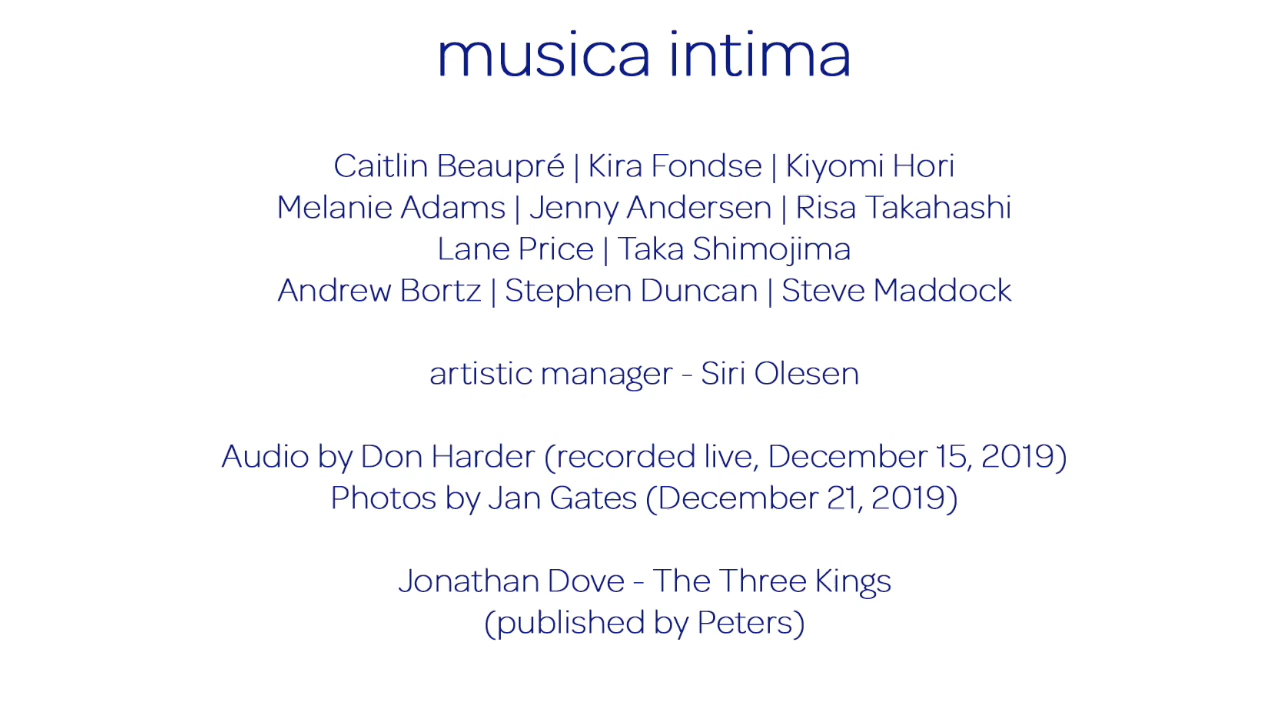 musica intima
Caitlin Beaupré | Kira Fondse | Kiyomi Hori
Melanie Adams | Jenny Andersen | Risa Takahashi
Lane Price | Taka Shimojima
Andrew Bortz | Stephen Duncan | Steve Maddock
artistic manager - Siri Olesen
Audio by Don Harder (recorded live, December 15, 2019)
Photos by Jan Gates (December 21, 2019)
Jonathan Dove - The Three Kings
(published by Peters)